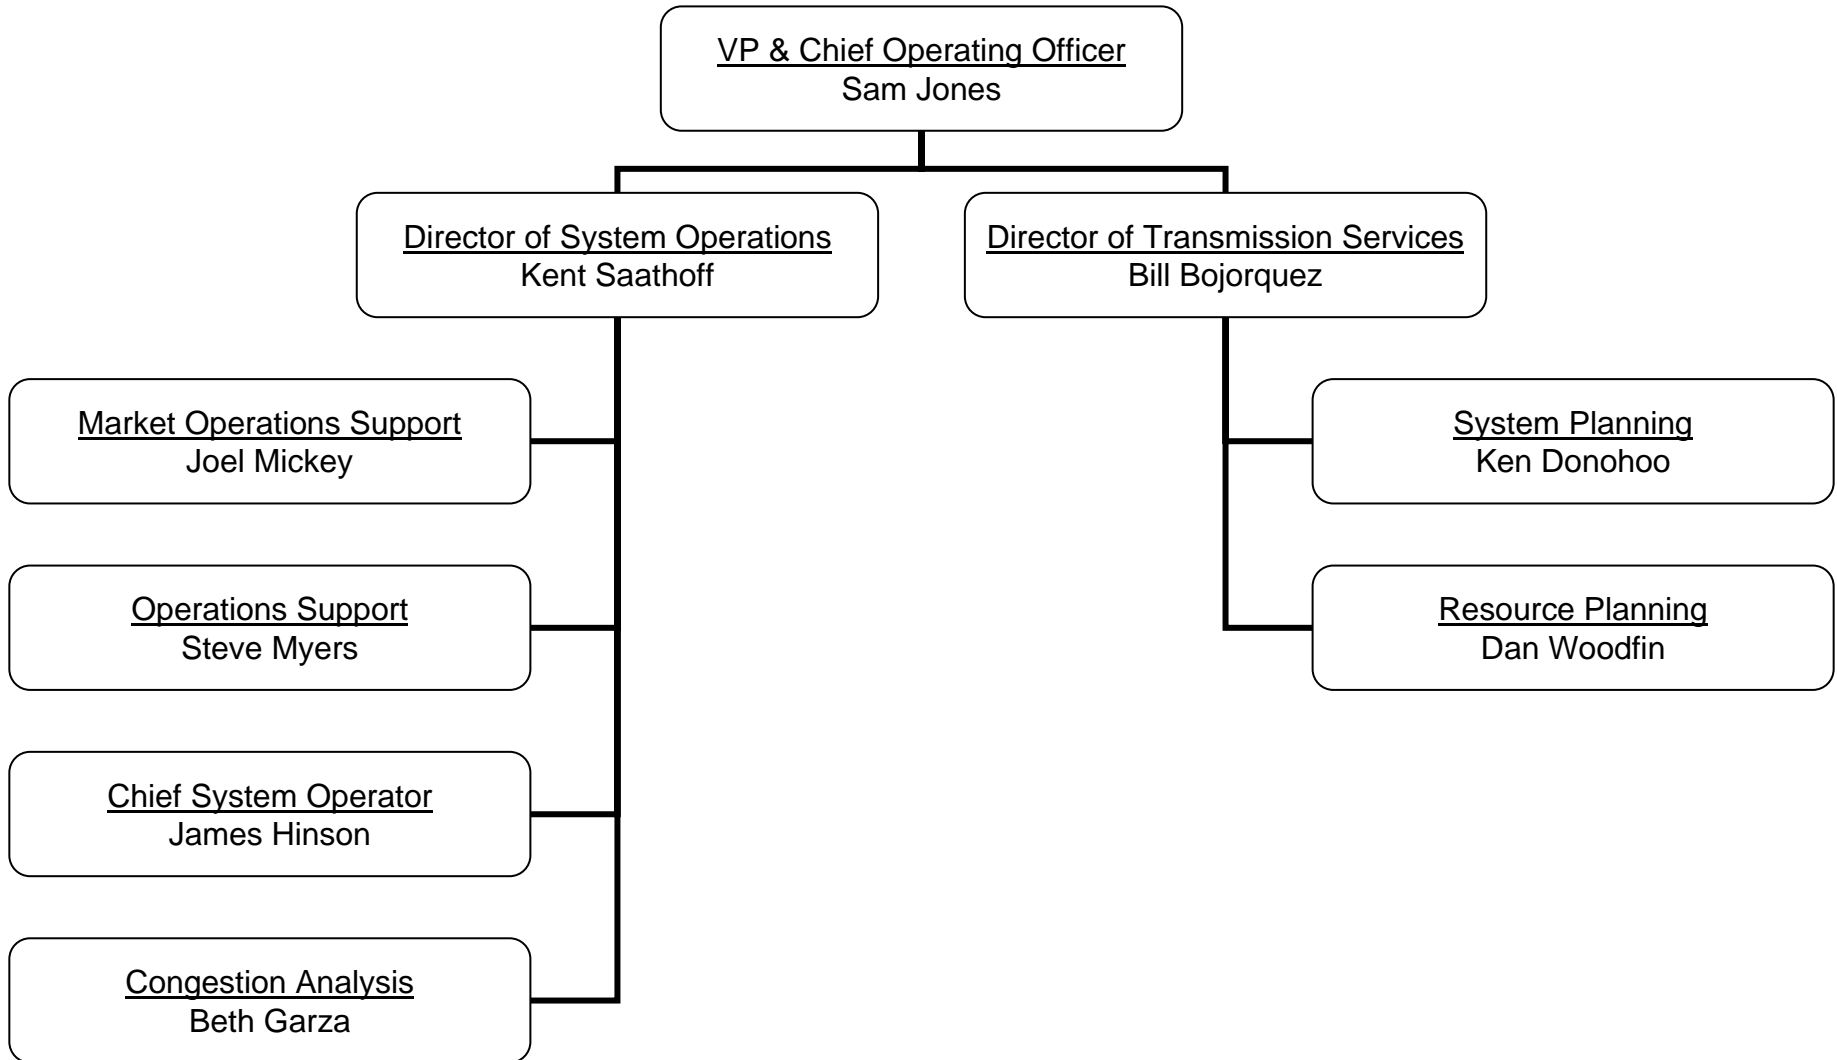 VP & Chief Operating Officer
Sam Jones
Director of System Operations
Kent Saathoff
Director of Transmission Services
Bill Bojorquez
Market Operations Support
Joel Mickey
System Planning
Ken Donohoo
Operations Support
Steve Myers
Resource Planning
Dan Woodfin
Chief System Operator
James Hinson
Congestion Analysis
Beth Garza